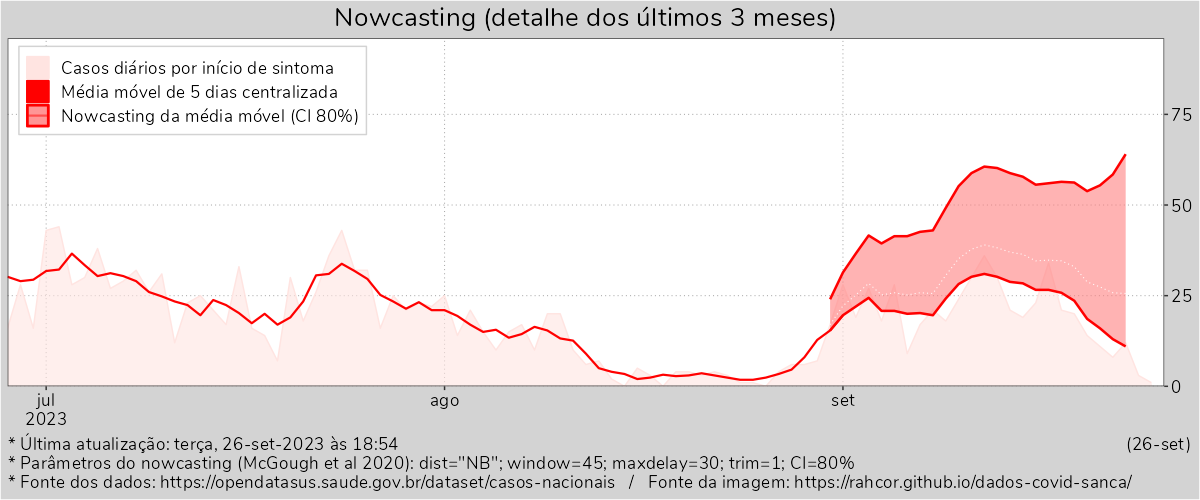 Nowcasting (detalhe dos últimos 3 meses)
Casos diários por início de sintoma
Média móvel de 5 dias centralizada
Nowcasting da média móvel (CI 80%)
75
50
25
0
jul
ago
set
2023
* Última atualização: terça, 26-set-2023 às 18:54
(26-set)
* Parâmetros do nowcasting (McGough et al 2020): dist="NB"; window=45; maxdelay=30; trim=1; CI=80%
* Fonte dos dados: https://opendatasus.saude.gov.br/dataset/casos-nacionais / Fonte da imagem: https://rahcor.github.io/dados-covid-sanca/